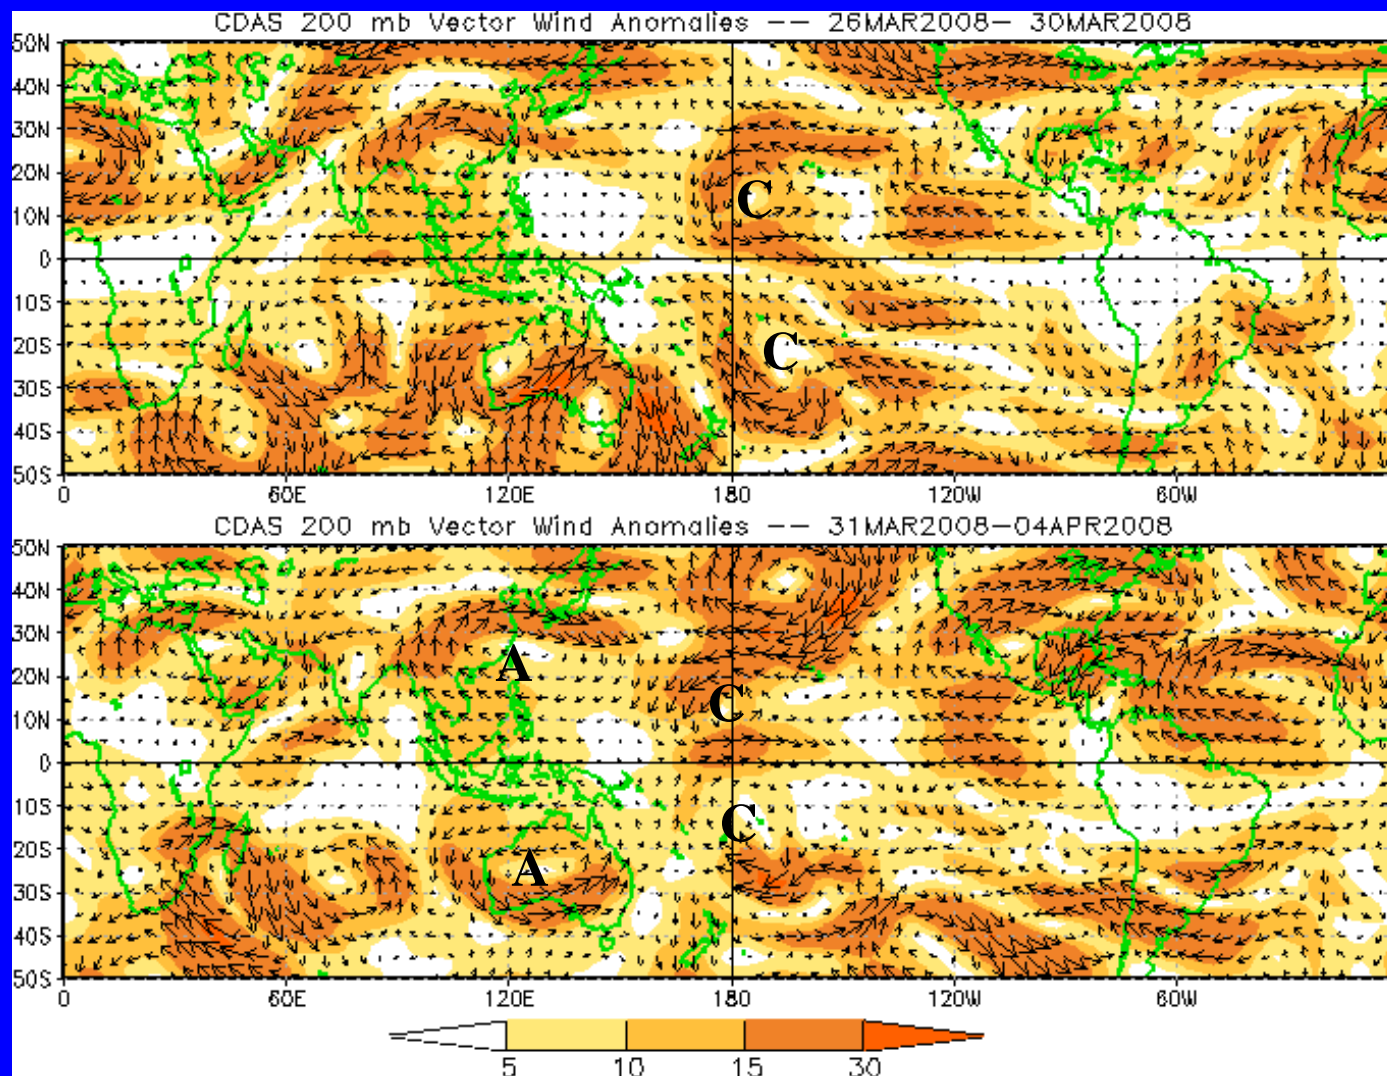 CDAS 200 mb Vector Wind Anomalies -- 26MAR2008- 30MAR2008
50N
40N
30N
20N
10N
0
10S
20S
30S
40S
50S
C
C
0 60E 120E 180 120W 60W
CDAS 200 mb Vector Wind Anomalies -- 31MAR2008-04APR2008
50N
40N
30N
20N
10N
0
10S
20S
30S
40S
50S
A
C
C
A
0 60E 120E 180 120W 60W
5 10 15 30